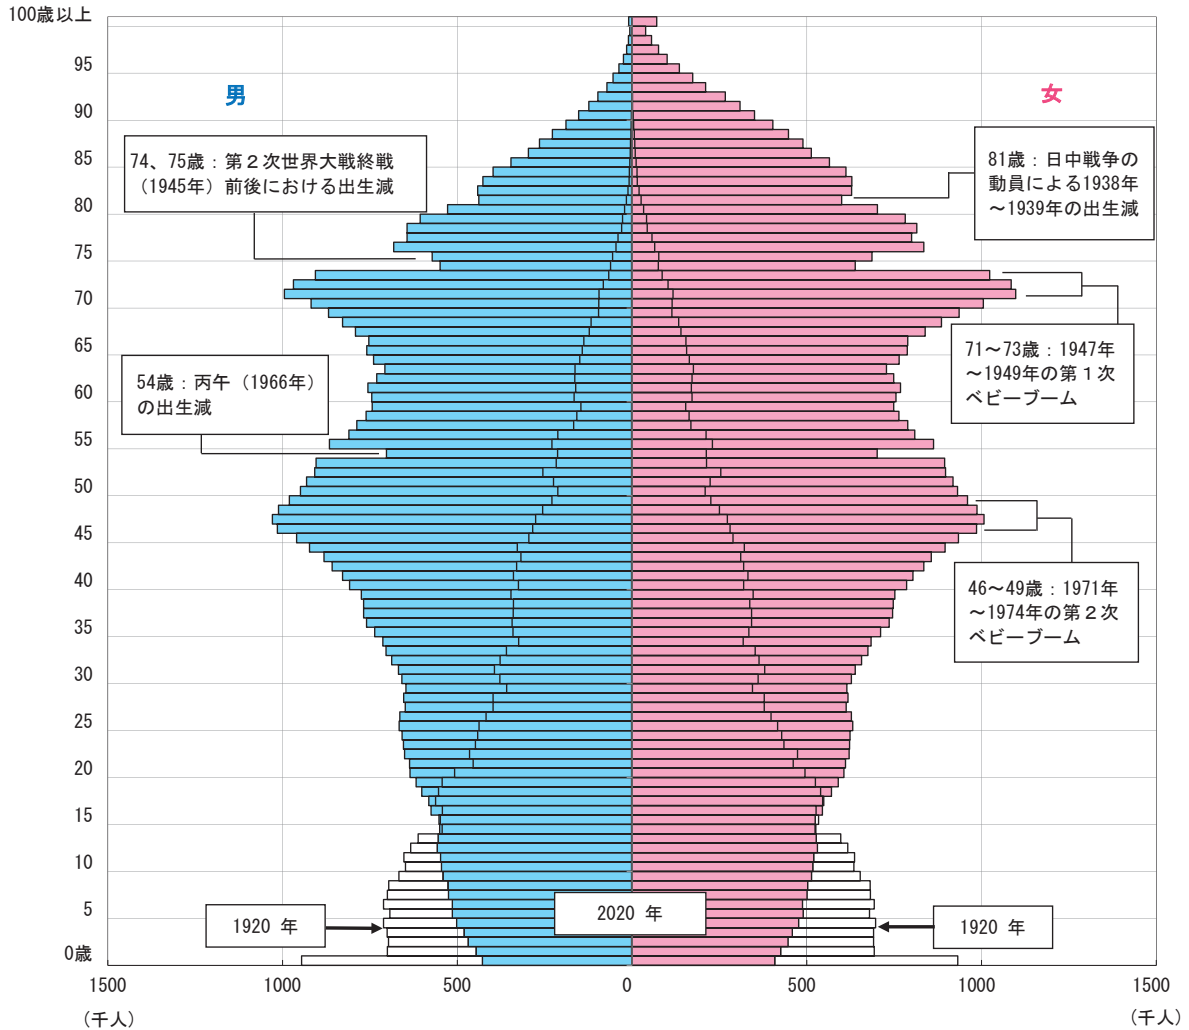 100歳以上
95
90
85
80
75
70
65
60
55
50
45
40
35
30
25
20
15
10
5
0歳
男
女
74、75歳：第２次世界大戦終戦
（1945年）前後における出生減
81歳：日中戦争の
動員による1938年
～1939年の出生減
71～73歳：1947年
～1949年の第１次
ベビーブーム
54歳：丙午（1966年）
の出生減
46～49歳：1971年
～1974年の第２次
ベビーブーム
1920 年
2020 年
1920 年
1500
1000
500
0
500
1000
1500
（千人）
（千人）